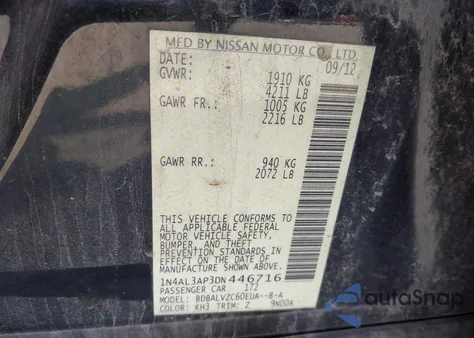 MFD BY NISSAN MOTOR CO., LTD.
DATE: 09/12
GVWR: 1910 KG
4211 LB
GAWR FR.: 1005 KG
2216 LB
GAWR RR.: 940 KG
2072 LB
THIS VEHICLE CONFORMS
TO ALL APPLICABLE FEDERAL
MOTOR VEHICLE SAFETY,
BUMPER, AND THEFT
PREVENTION STANDARDS IN
EFFECT ON THE DATE OF
MANUFACTURE SHOWN ABOVE.
1N4AL3AP3DN446716
PASSENGER CAR 172
MODEL: BDBALVZC60EUA--B-A
COLOR: KH3 TRIM: Z 9N00A
AutoSnap